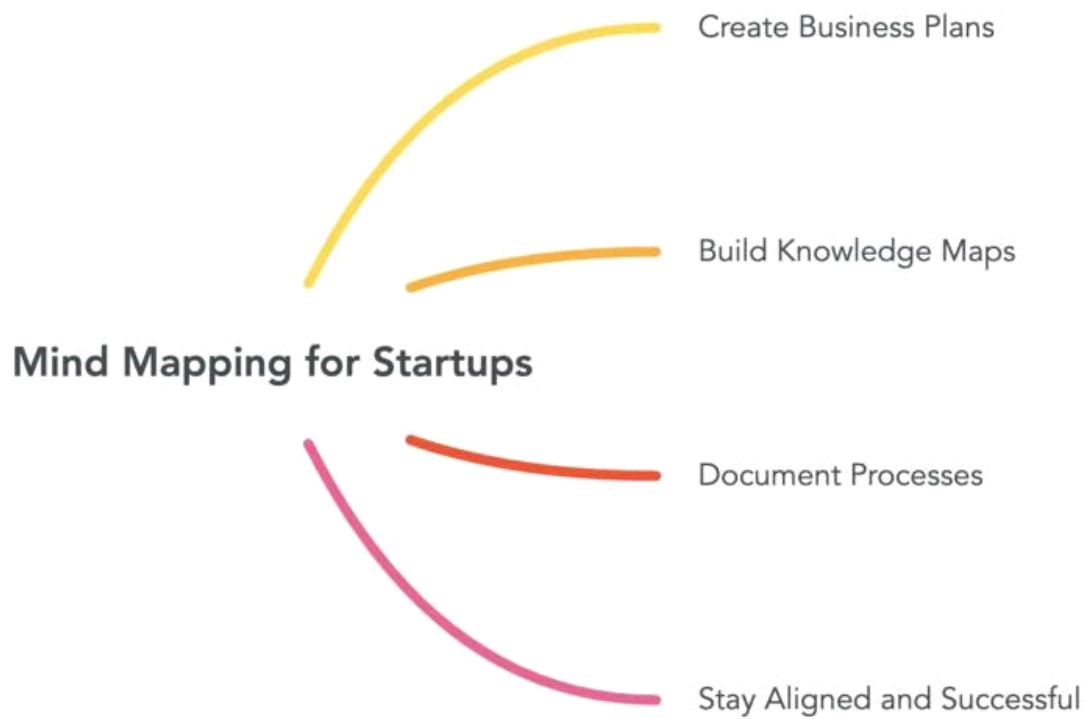 Create Business Plans
Build Knowledge Maps
Mind Mapping for Startups
Document Processes
Stay Aligned and Successful